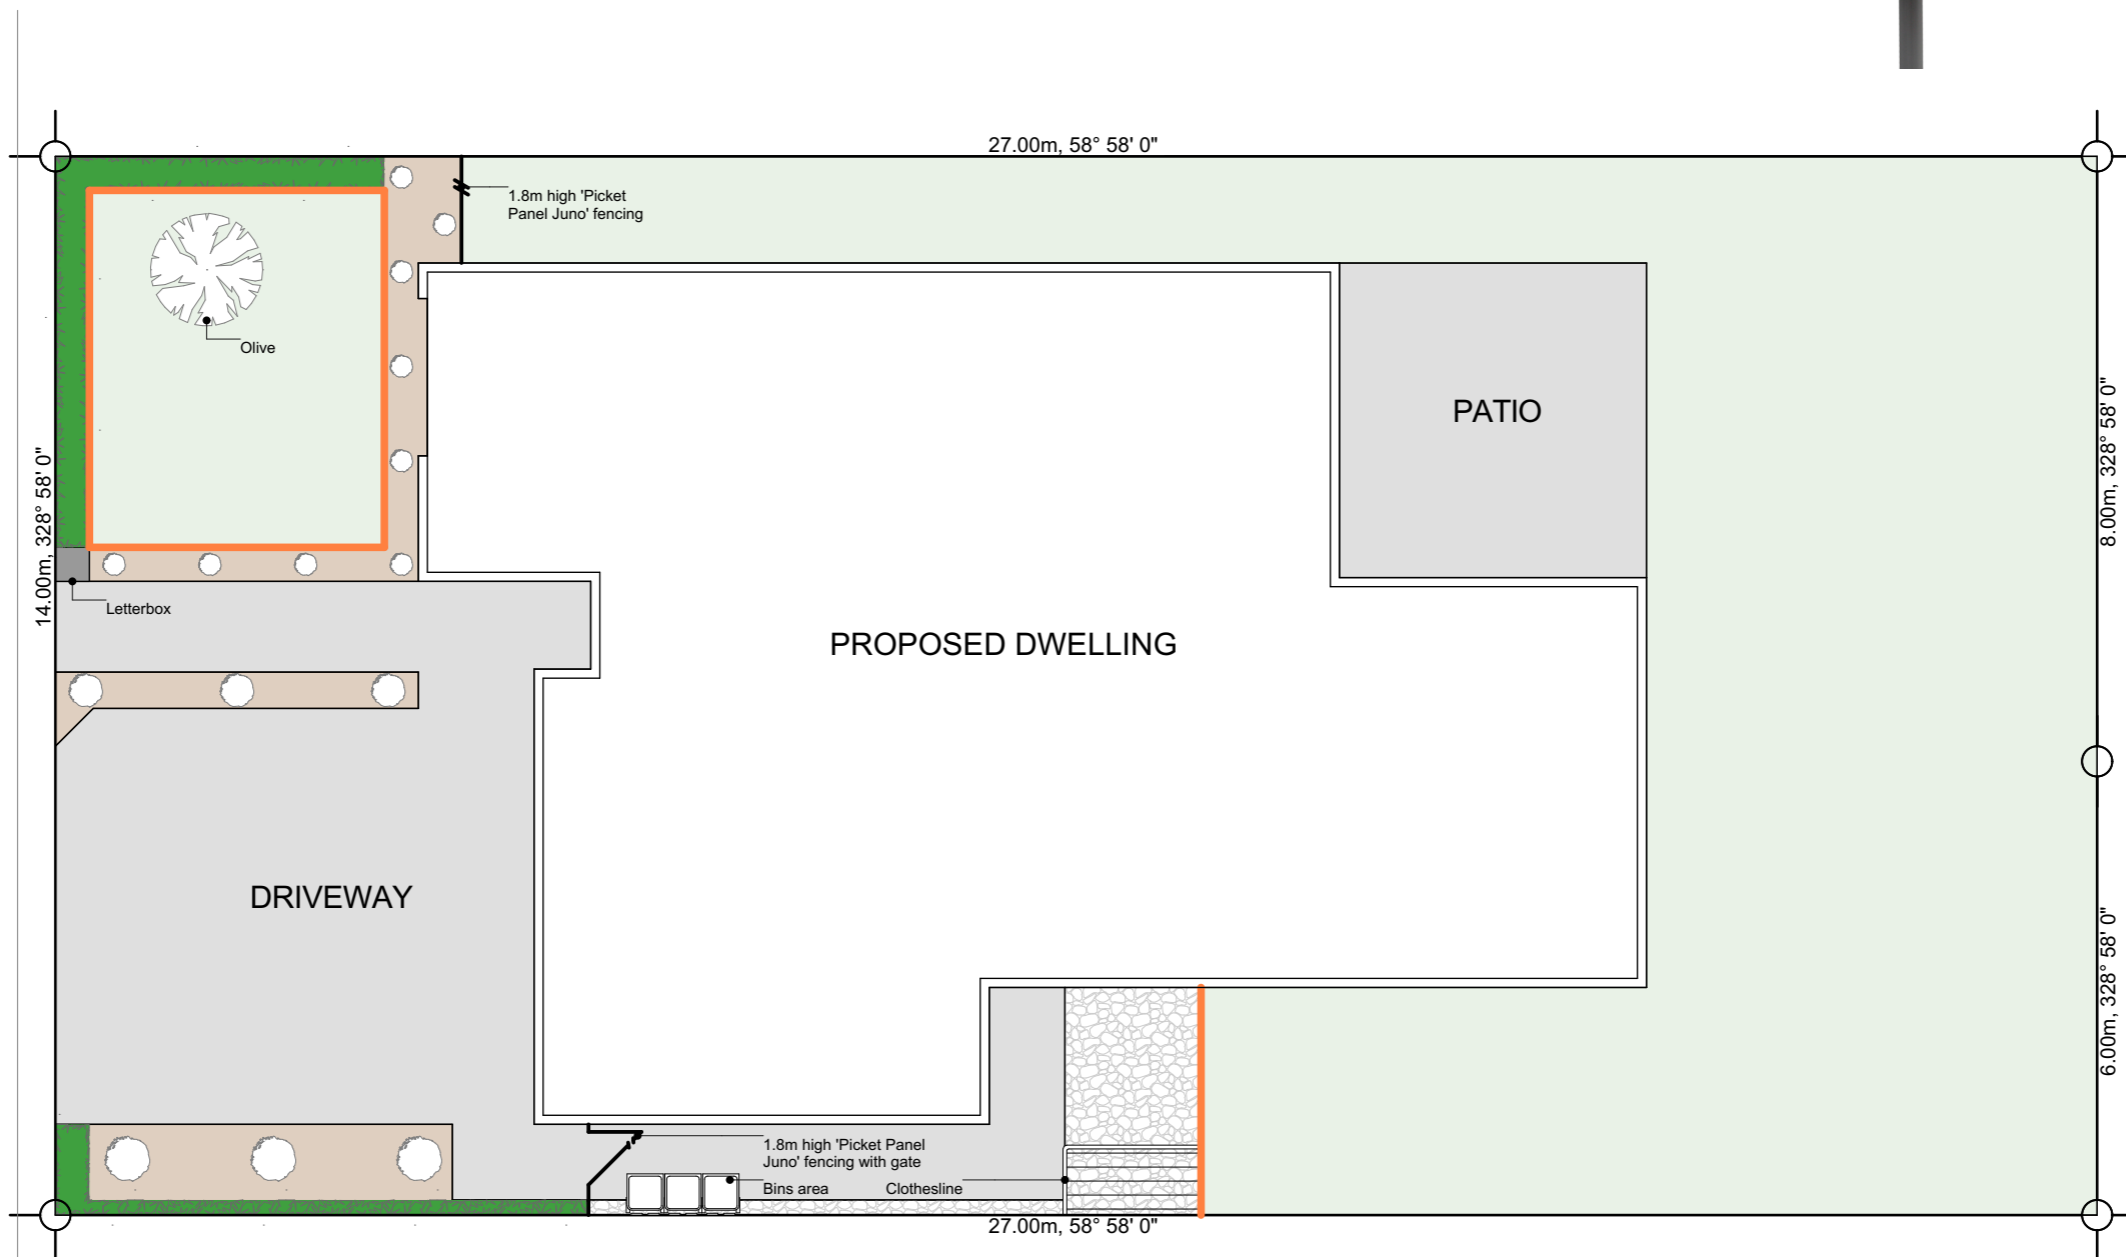 27.00m, 58° 58' 0"
1.8m high 'Picket
Panel Juno' fencing
Olive
PATIO
8.00m, 328° 58' 0"
14.00m, 328° 58' 0"
Letterbox
PROPOSED DWELLING
DRIVEWAY
6.00m, 328° 58' 0"
1.8m high 'Picket Panel
Juno' fencing with gate
Bins area
Clothesline
27.00m, 58° 58' 0"